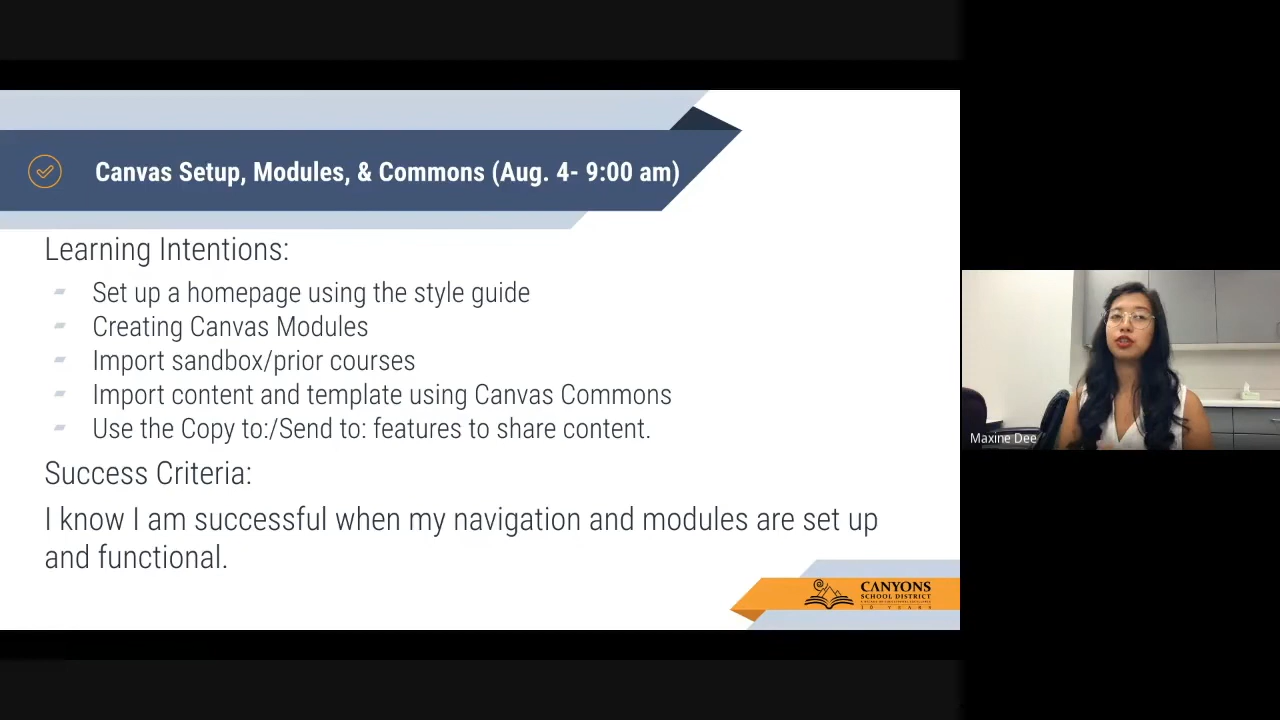 Canvas Setup, Modules, & Commons (Aug. 4- 9:00 am)
Learning Intentions:
Set up a homepage using the style guide
Creating Canvas Modules
Import sandbox/prior courses
Import content and template using Canvas Commons
Use the Copy to:/Send to: features to share content.
Success Criteria:
I know I am successful when my navigation and modules are set up
and functional.
CANYONS
SCHOOL DISTRICT
Maxine Dee